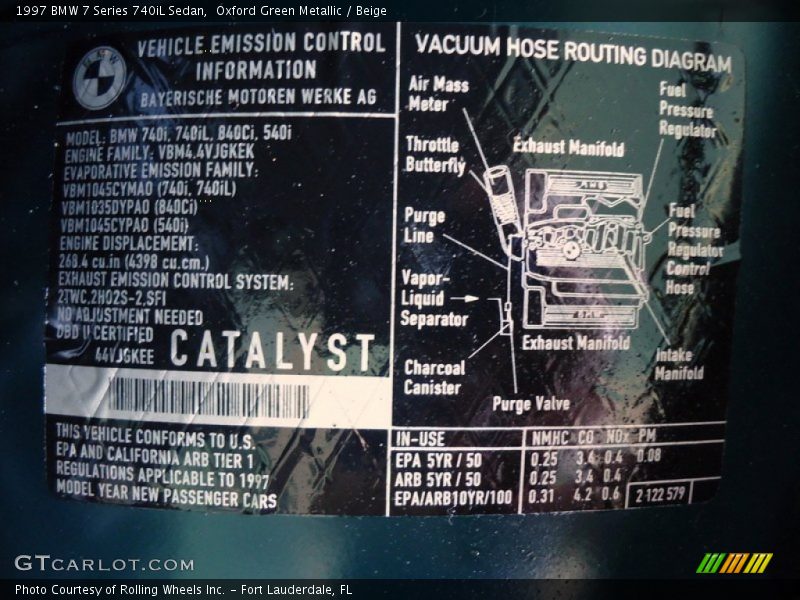 1997 BMW 7 Series 740iL Sedan,  Oxford Green Metallic / Beige
VEHICLE EMISSION CONTROL
INFORMATION
BAYERISCHE MOTOREN WERKE AG
MODEL: BMW 740i, 740iL, 840Ci, 540i
ENGINE FAMILY: VBM4.4VJGKEK
EVAPORATIVE EMISSION FAMILY:
VBM1045CYMAO (740i, 740iL)
VBM1035DYPAO (840Ci)
VBM1045CYPAO (540i)
ENGINE DISPLACEMENT:
268.4 cu.in (4398 cu.cm.)
EXHAUST EMISSION CONTROL SYSTEM:
2TWC,2HO2S-2,SFI
NO ADJUSTMENT NEEDED
OBD II CERTIFIED
44VJGKEE
CATALYST
THIS VEHICLE CONFORMS TO U.S.
EPA AND CALIFORNIA ARB TIER 1
REGULATIONS APPLICABLE TO 1997
MODEL YEAR NEW PASSENGER CARS
VACUUM HOSE ROUTING DIAGRAM
Air Mass
Meter
Fuel
Pressure
Regulator
Throttle
Butterfly
Exhaust Manifold
Purge
Line
Fuel
Pressure
Regulator
Control
Hose
Vapor-
Liquid
Separator
Exhaust Manifold
Intake
Manifold
Charcoal
Canister
Purge Valve
IN-USE NMHC CO NOx PM
EPA 5YR / 50 0.25 3.4 0.4 0.08
ARB 5YR / 50 0.25 3.4 0.4
EPA/ARB10YR/100 0.31 4.2 0.6
2 122 579
GTCARLOT.COM
Photo Courtesy of Rolling Wheels Inc. – Fort Lauderdale, FL